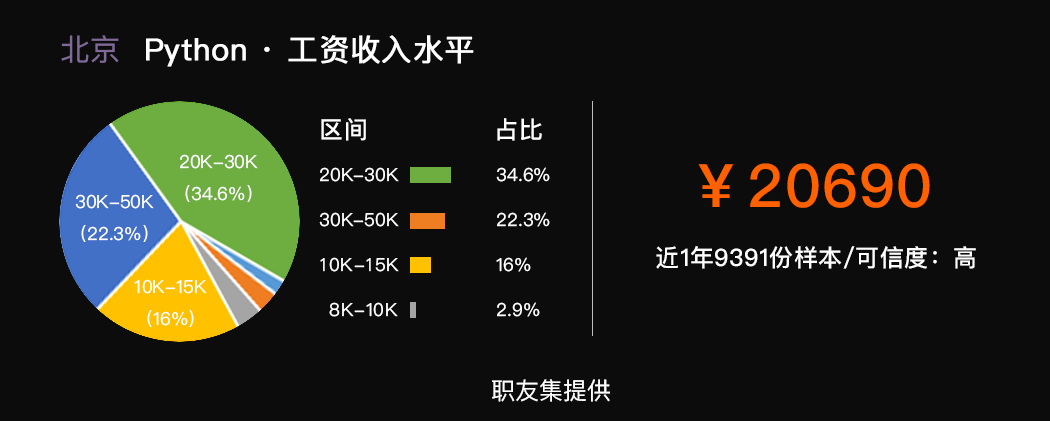 北京 Python · 工资收入水平
20K-30K
(34.6%)
30K-50K
(22.3%)
10K-15K
(16%)
区间 占比
20K-30K 34.6%
30K-50K 22.3%
10K-15K 16%
8K-10K 2.9%
¥20690
近1年9391份样本/可信度：高
职友集提供